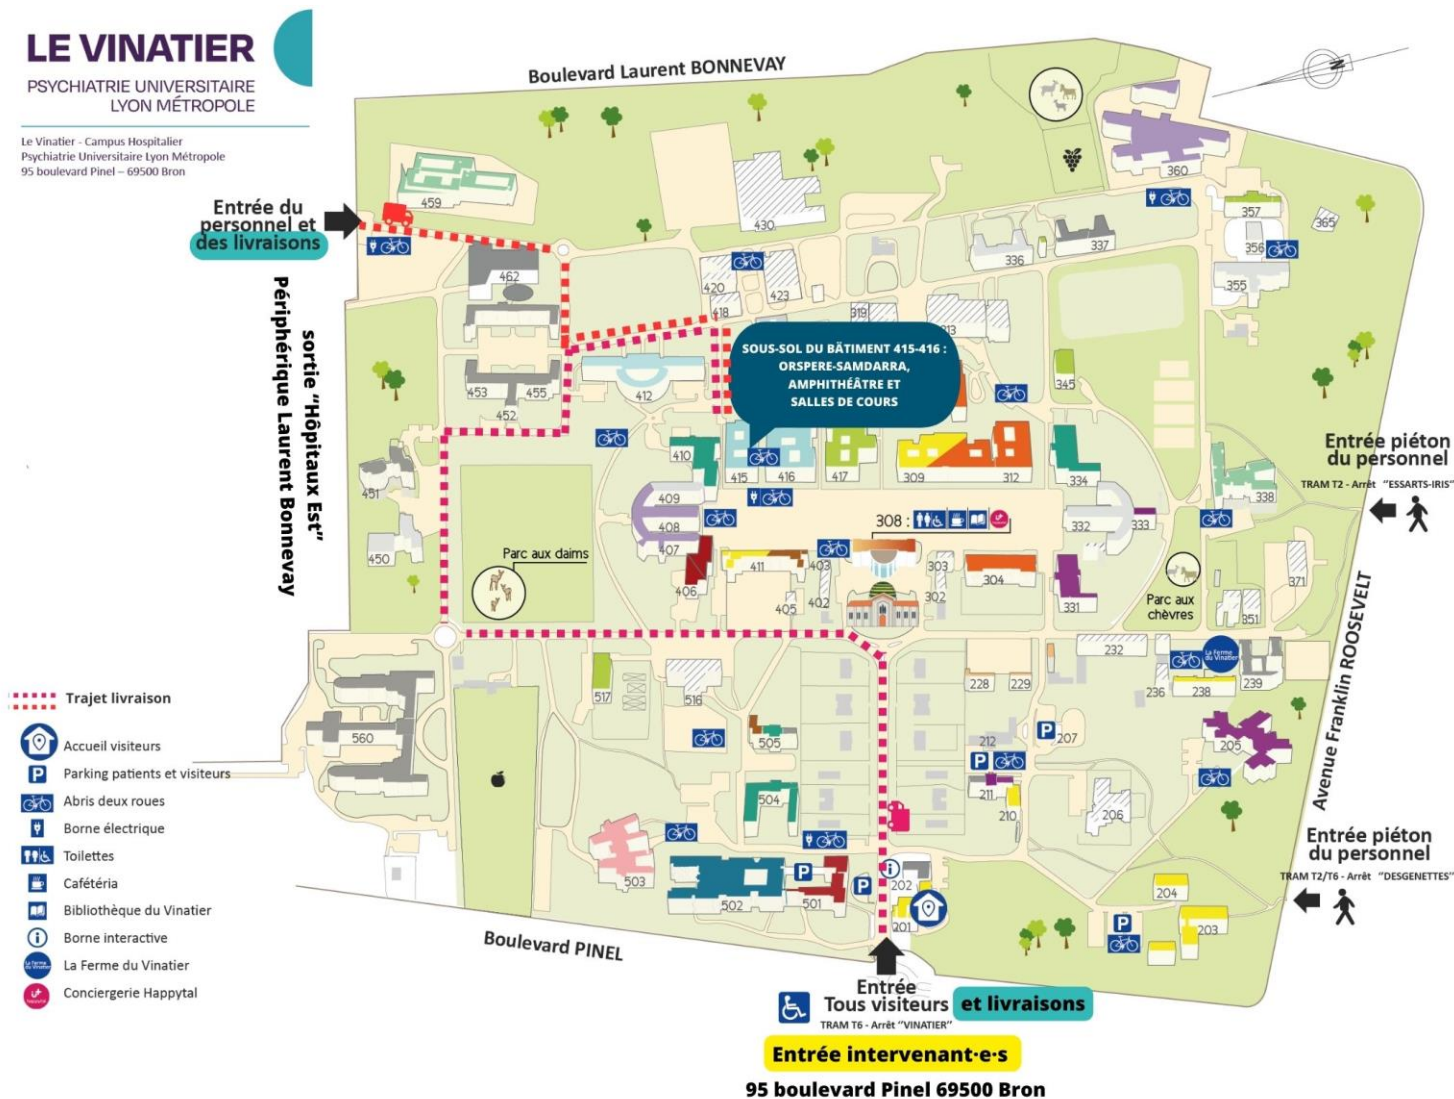 LE VINATIER
PSYCHIATRIE UNIVERSITAIRE
LYON MÉTROPOLE
Le Vinatier - Campus Hospitalier
Psychiatrie Universitaire Lyon Métropole
95 boulevard Pinel – 69500 Bron
Boulevard Laurent BONNEVAY
N
Entrée du
personnel et
des livraisons
sortie "Hôpitaux Est"
Périphérique Laurent Bonnevay
459
430
360
357
365
356
355
337
336
462
420
423
418
319
313
SOUS-SOL DU BÂTIMENT 415-416 :
ORSPERE-SAMDARRA,
AMPHITHÉÂTRE ET
SALLES DE COURS
453
455
452
412
345
410
415
416
417
309
312
334
338
451
409
408
407
450
308 :
332
333
Entrée piéton
du personnel
TRAM T2 - Arrêt "ESSARTS-IRIS"
Parc aux daims
406
411
403
405
402
303
302
304
331
371
351
Parc aux
chèvres
Avenue Franklin ROOSEVELT
Trajet livraison
Accueil visiteurs
P Parking patients et visiteurs
Abris deux roues
Borne électrique
Toilettes
Cafétéria
Bibliothèque du Vinatier
Borne interactive
La Ferme du Vinatier
Conciergerie Happytal
560
517
516
505
504
503
502
501
P
P
228
229
232
236
238
239
La Ferme
du Vinatier
P
207
212
P
211
210
206
205
202
201
204
203
P
Entrée piéton
du personnel
TRAM T2/T6 - Arrêt "DESGENETTES"
Boulevard PINEL
Entrée
Tous visiteurs et livraisons
TRAM T6 - Arrêt "VINATIER"
Entrée intervenant·e·s
95 boulevard Pinel 69500 Bron